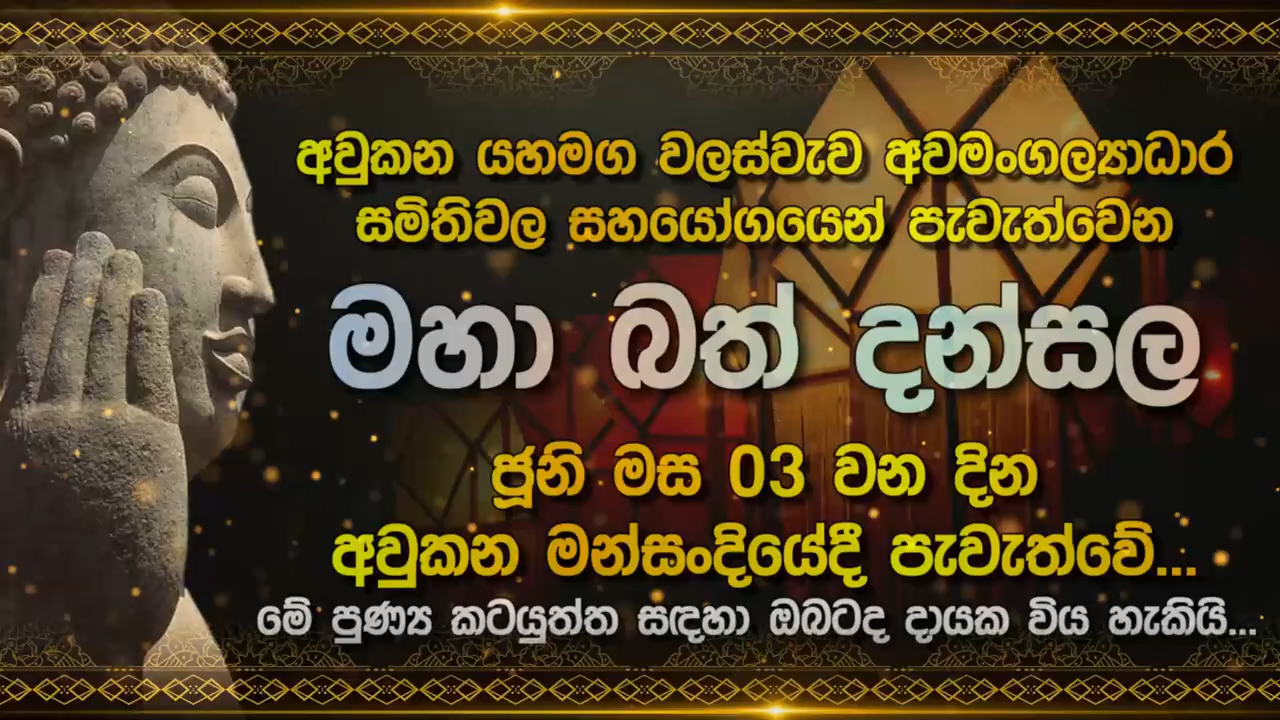 අවුකන යහමග වලස්වැව අවමංගල්‍යාධාර
සමිතිවල සහයෝගයෙන් පැවැත්වෙන
මහා බත් දන්සල
ජූනි මස 03 වන දින
අවුකන මන්සංදියේදී පැවැත්වේ...
මේ පුණ්‍ය කටයුත්ත සඳහා ඔබටද දායක විය හැකියි...